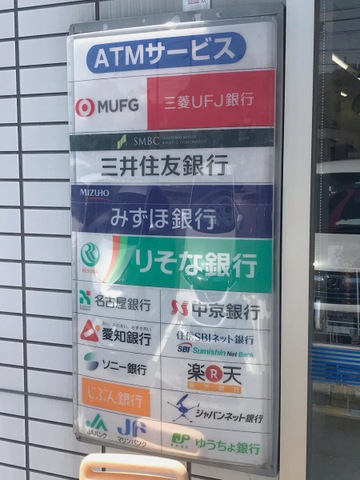 ATMサービス
MUFG 三菱UFJ銀行
SMBC
三井住友銀行
MIZUHO
みずほ銀行
RESONA りそな銀行
名古屋銀行 中京銀行
愛知銀行 住信SBIネット銀行
SBI Sumishin Net Bank
ソニー銀行 楽天
楽天銀行
じぶん銀行 ジャパンネット銀行
JAバンク JF マリンバンク ゆうちょ銀行